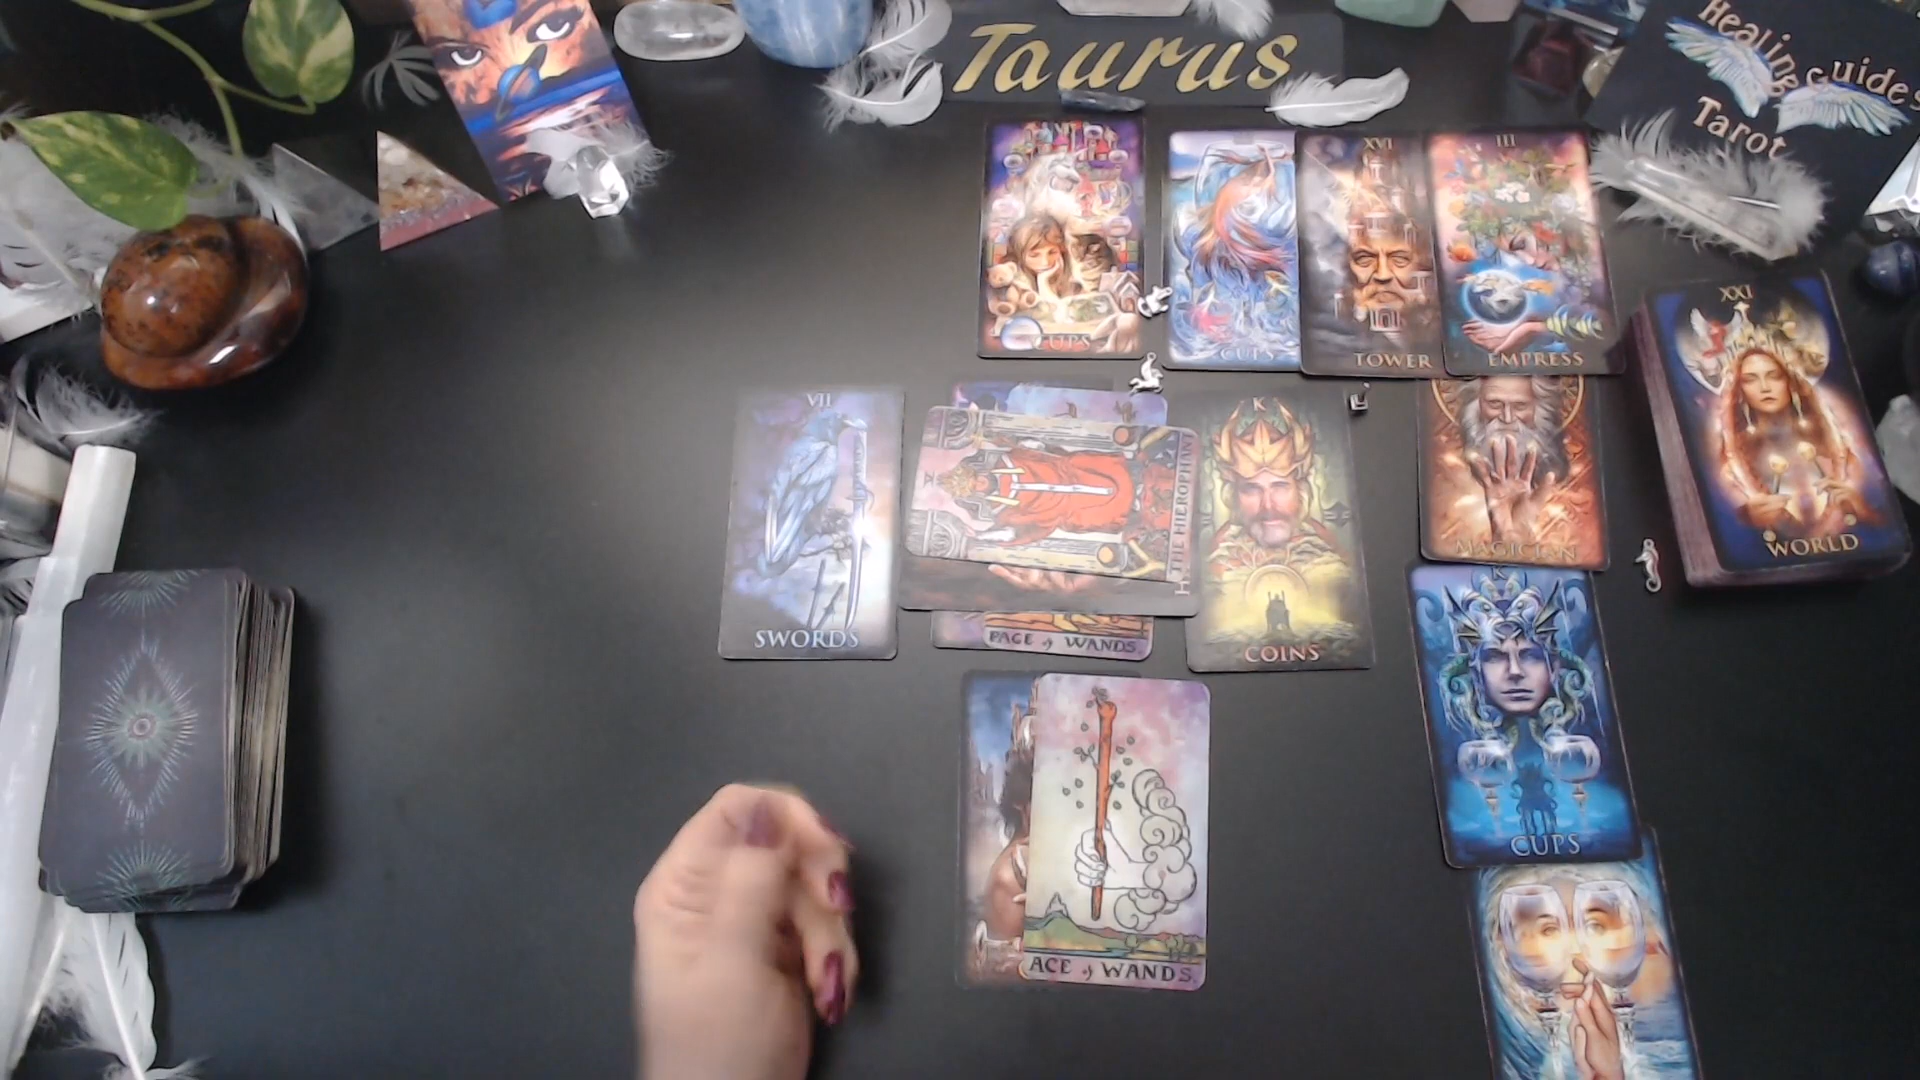 Taurus
Healing
Guides
Tarot
XVI
III
CUPS
CUPS
TOWER
EMPRESS
XXI
WORLD
VII
SWORDS
THE HIEROPHANT
PAGE of WANDS.
K
COINS
MAGICIAN
K
CUPS
ACE of WANDS.